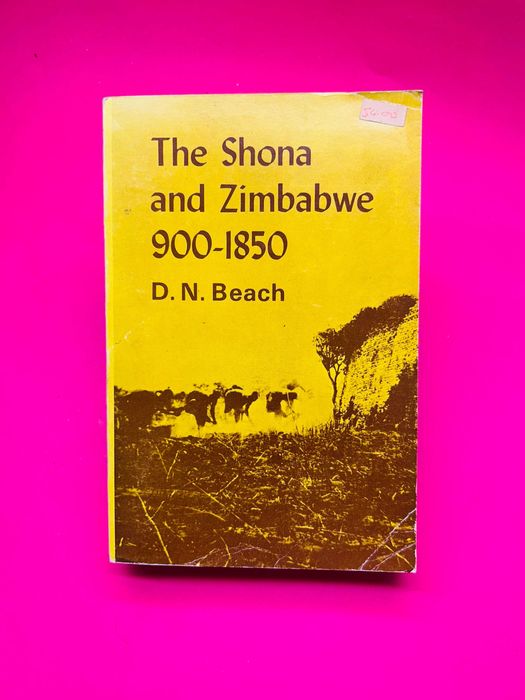 The Shona
and Zimbabwe
900-1850
D. N. Beach